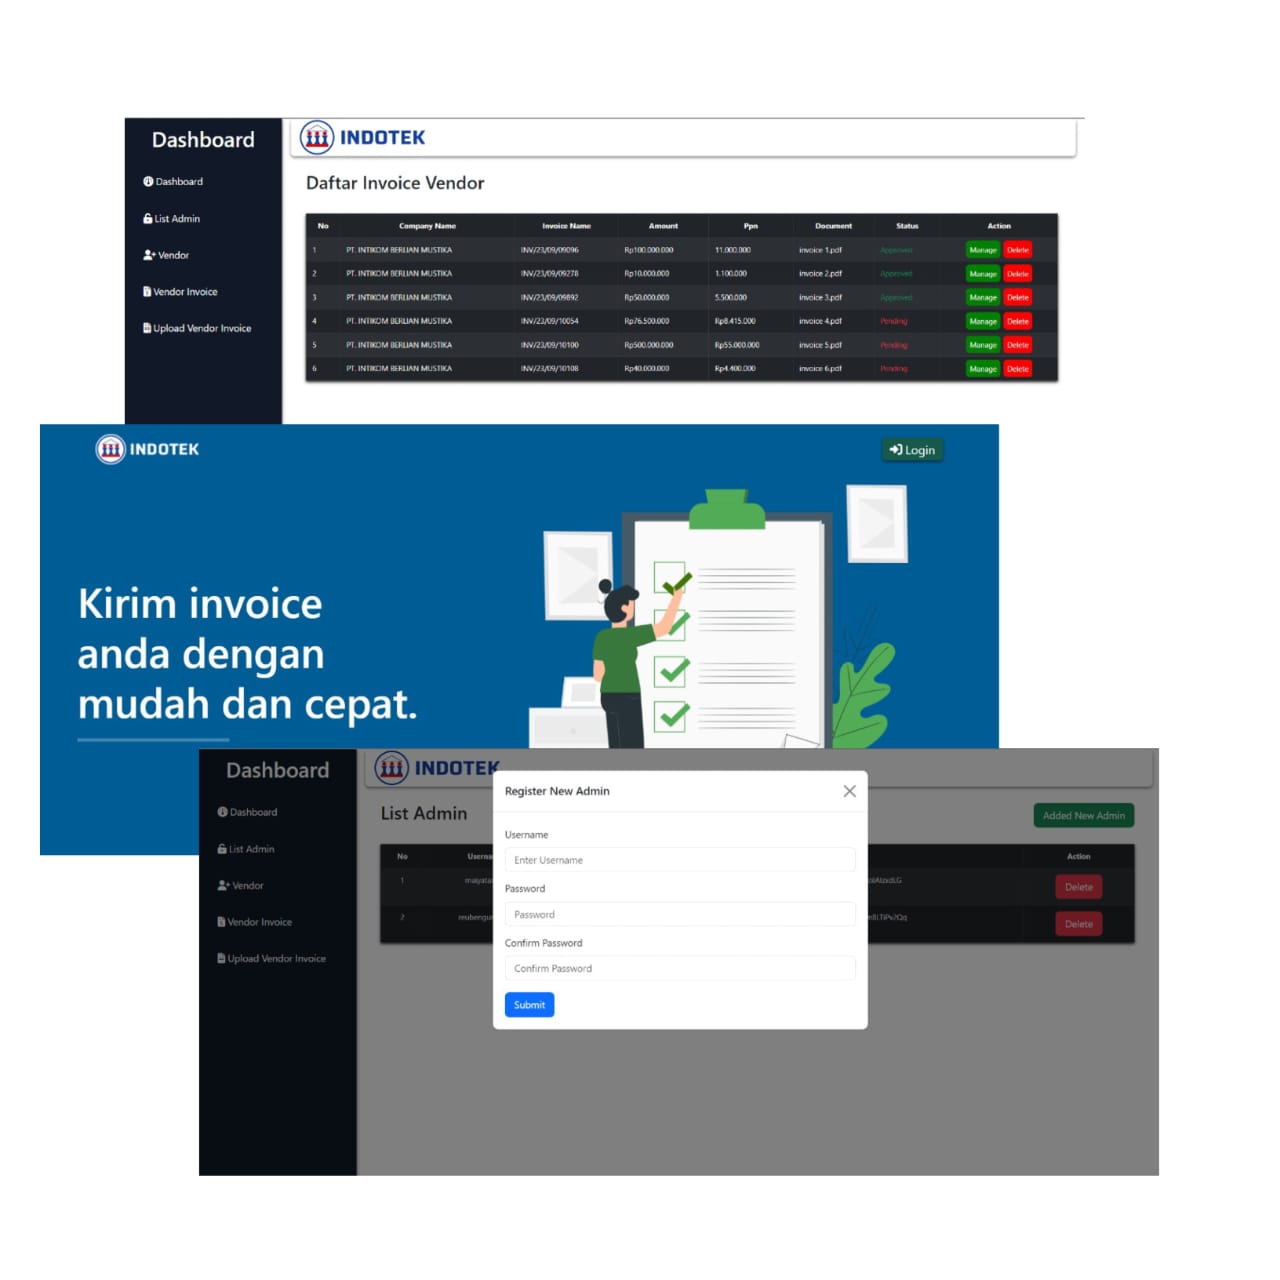 Dashboard
INDOTEK
Dashboard
List Admin
Vendor
Vendor Invoice
Upload Vendor Invoice
Daftar Invoice Vendor
No Company Name Invoice Name Amount Ppn Document Status Action
1 PT. INTIKOM BERLIAN MUSTIKA INV/23/09/09096 Rp100.000.000 11.000.000 invoice 1.pdf Approved Manage Delete
2 PT. INTIKOM BERLIAN MUSTIKA INV/23/09/09278 Rp10.000.000 1.100.000 invoice 2.pdf Approved Manage Delete
3 PT. INTIKOM BERLIAN MUSTIKA INV/23/09/09892 Rp50.000.000 5.500.000 invoice 3.pdf Approved Manage Delete
4 PT. INTIKOM BERLIAN MUSTIKA INV/23/09/10054 Rp76.500.000 Rp8.415.000 invoice 4.pdf Pending Manage Delete
5 PT. INTIKOM BERLIAN MUSTIKA INV/23/09/10100 Rp500.000.000 Rp55.000.000 invoice 5.pdf Pending Manage Delete
6 PT. INTIKOM BERLIAN MUSTIKA INV/23/09/10108 Rp40.000.000 Rp4.400.000 invoice 6.pdf Pending Manage Delete
INDOTEK
Login
Kirim invoice
anda dengan
mudah dan cepat.
Dashboard
INDOTEK
Dashboard
List Admin
Vendor
Vendor Invoice
Upload Vendor Invoice
List Admin
Added New Admin
No Userna Action
1 Delete
2 Delete
Register New Admin
Username
Enter Username
Password
Password
Confirm Password
Confirm Password
Submit